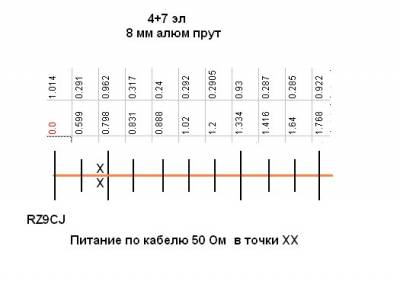 4+7 эл
8 мм алюм прут
1.014 0.291 0.962 0.317 0.24 0.292 0.2905 0.93 0.287 0.285 0.922
0.0 0.599 0.798 0.831 0.888 1.02 1.2 1.334 1.416 1.64 1.768
X
X
RZ9CJ
Питание по кабелю 50 Ом в точки XX